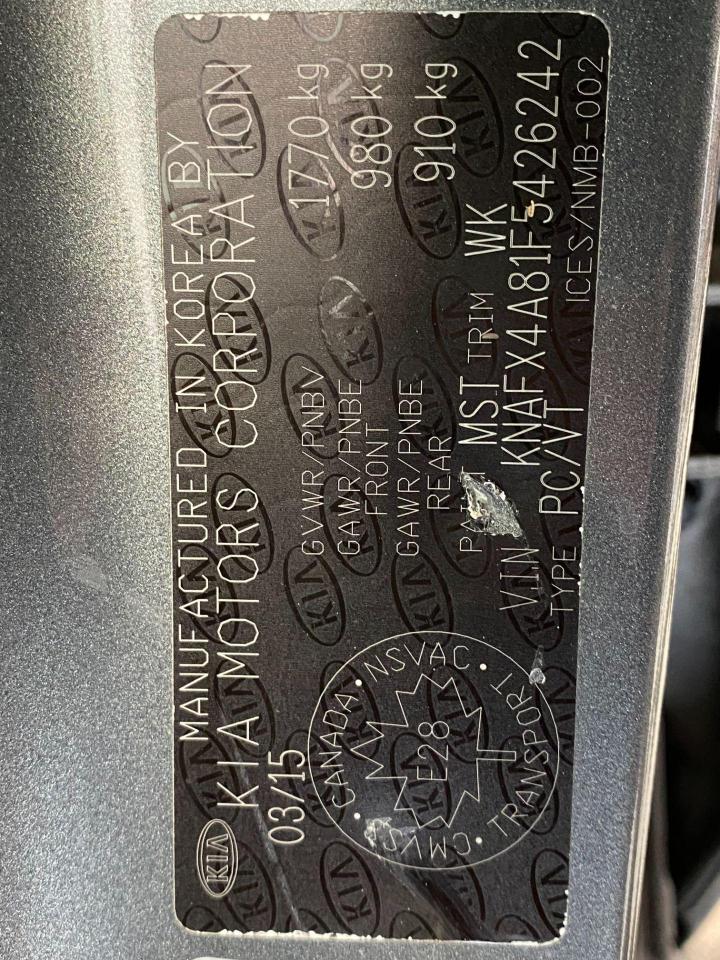 KIA
MANUFACTURED IN KOREA BY
KIA MOTORS CORPORATION
03/15
GVWR/PNBV 1770 kg
GAWR/PNBE FRONT 980 kg
GAWR/PNBE REAR 910 kg
MST TRIM WK
VIN KNAFX4A81F5426242
TYPE PC/VT ICES/NMB-002
CANADA
NSVAC
TRANSPORT
E28